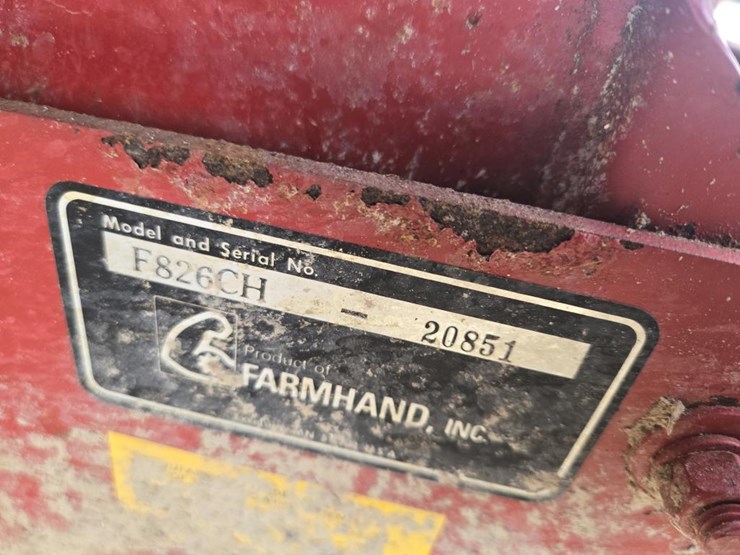 Model and Serial No.
F826CH - 20851
Product of
FARMHAND, INC.